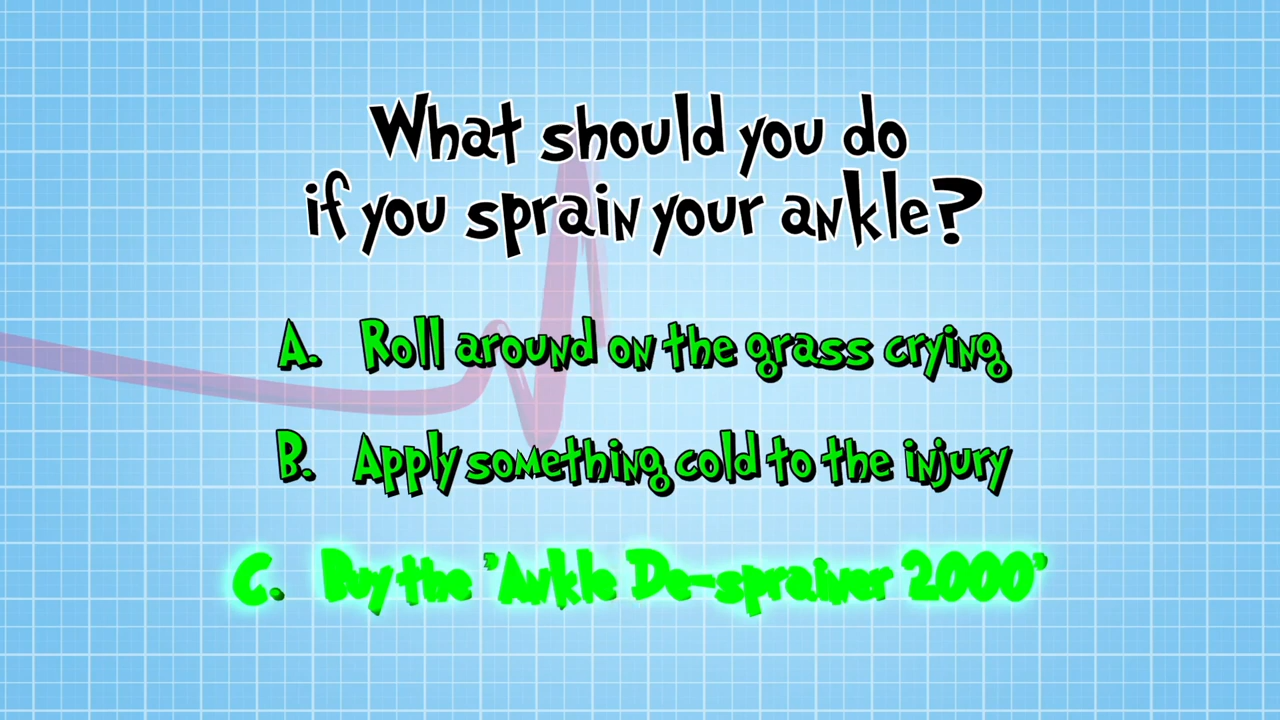 What should you do
if you sprain your ankle?
A. Roll around on the grass crying
B. Apply something cold to the injury
C. Buy the 'Ankle De-sprainer 2000'